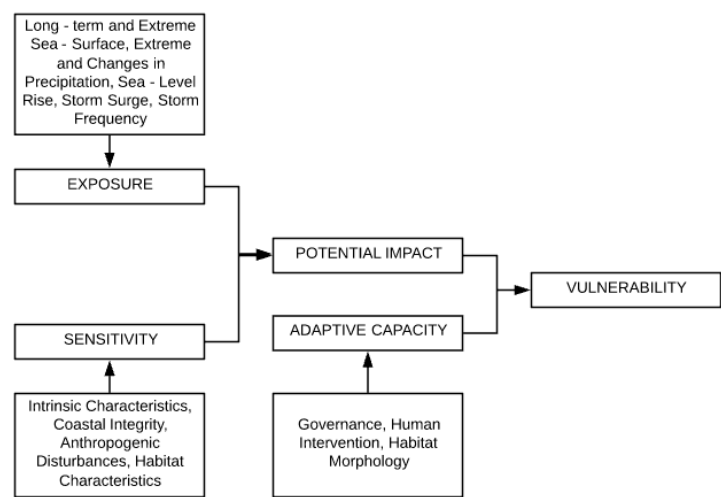 Long - term and Extreme
Sea - Surface, Extreme
and Changes in
Precipitation, Sea - Level
Rise, Storm Surge, Storm
Frequency
EXPOSURE
POTENTIAL IMPACT
VULNERABILITY
SENSITIVITY
ADAPTIVE CAPACITY
Intrinsic Characteristics,
Coastal Integrity,
Anthropogenic
Disturbances, Habitat
Characteristics
Governance, Human
Intervention, Habitat
Morphology